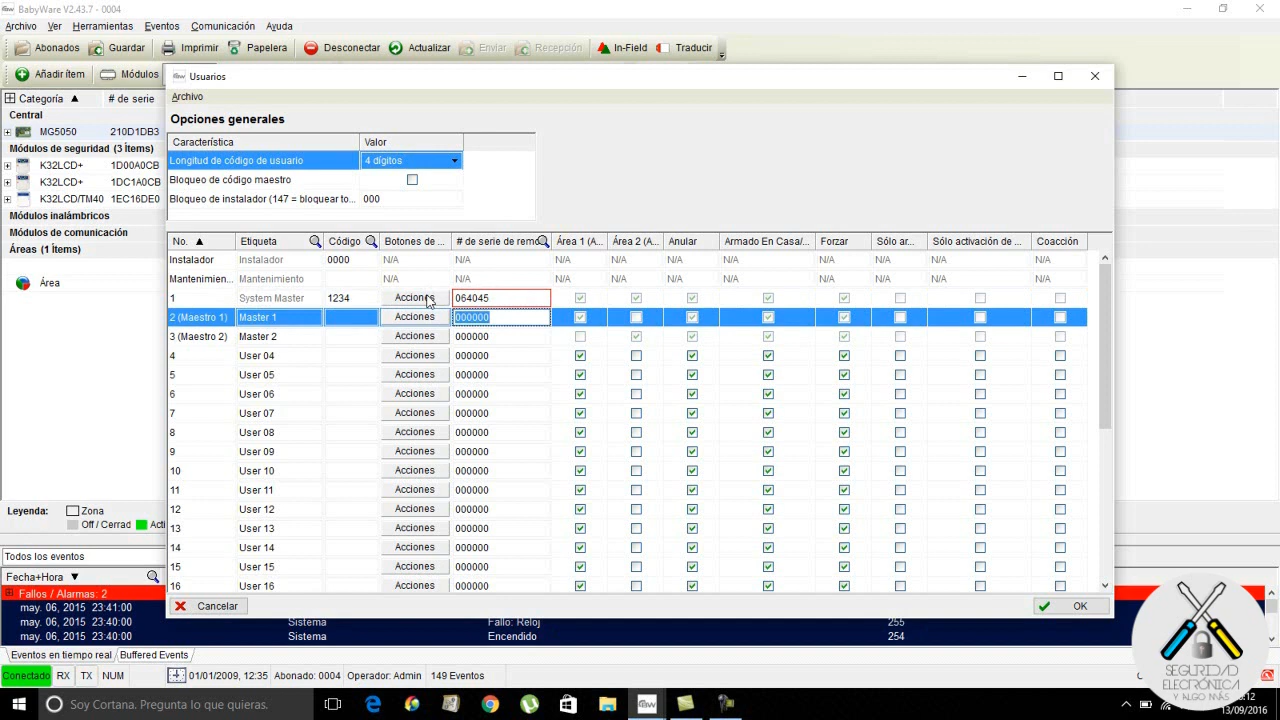 BabyWare V2.43.7 - 0004
Archivo Ver Herramientas Eventos Comunicación Ayuda
Abonados Guardar Imprimir Papelera Desconectar Actualizar Enviar Recepción In-Field Traducir
Añadir ítem Módulos
Categoría # de serie
Central
MG5050 210D1DB3
Módulos de seguridad (3 Ítems)
K32LCD+ 1D00A0CB
K32LCD+ 1DC1A0CB
K32LCD/TM40 1EC16DE0
Módulos inalámbricos
Módulos de comunicación
Áreas (1 Ítems)
Área
Leyenda: Zona
Off / Cerrad Acti
Usuarios
Archivo
Opciones generales
Característica Valor
Longitud de código de usuario 4 dígitos
Bloqueo de código maestro
Bloqueo de instalador (147 = bloquear to... 000
No. Etiqueta Código Botones de ... # de serie de remo Área 1 (A... Área 2 (A... Anular Armado En Casa/... Forzar Sólo ar... Sólo activación de ... Coacción
Instalador Instalador 0000 N/A N/A N/A N/A N/A N/A N/A N/A N/A N/A
Mantenimien... Mantenimiento N/A N/A N/A N/A N/A N/A N/A N/A N/A N/A
1 System Master 1234 Acciones 064045
2 (Maestro 1) Master 1 Acciones 000000
3 (Maestro 2) Master 2 Acciones 000000
4 User 04 Acciones 000000
5 User 05 Acciones 000000
6 User 06 Acciones 000000
7 User 07 Acciones 000000
8 User 08 Acciones 000000
9 User 09 Acciones 000000
10 User 10 Acciones 000000
11 User 11 Acciones 000000
12 User 12 Acciones 000000
13 User 13 Acciones 000000
14 User 14 Acciones 000000
15 User 15 Acciones 000000
16 User 16 Acciones 000000
Cancelar OK
Todos los eventos
Fecha+Hora
Fallos / Alarmas: 2
may. 06, 2015 23:41:00
may. 06, 2015 23:40:00 Sistema Fallo: Reloj 255
may. 06, 2015 23:40:00 Sistema Encendido 254
Eventos en tiempo real Buffered Events
Conectado RX TX NUM 01/01/2009, 12:35 Abonado: 0004 Operador: Admin 149 Eventos
Soy Cortana. Pregunta lo que quieras.
13/09/2016
SEGURIDAD
ELECTRÓNICA
Y ALGO MÁS